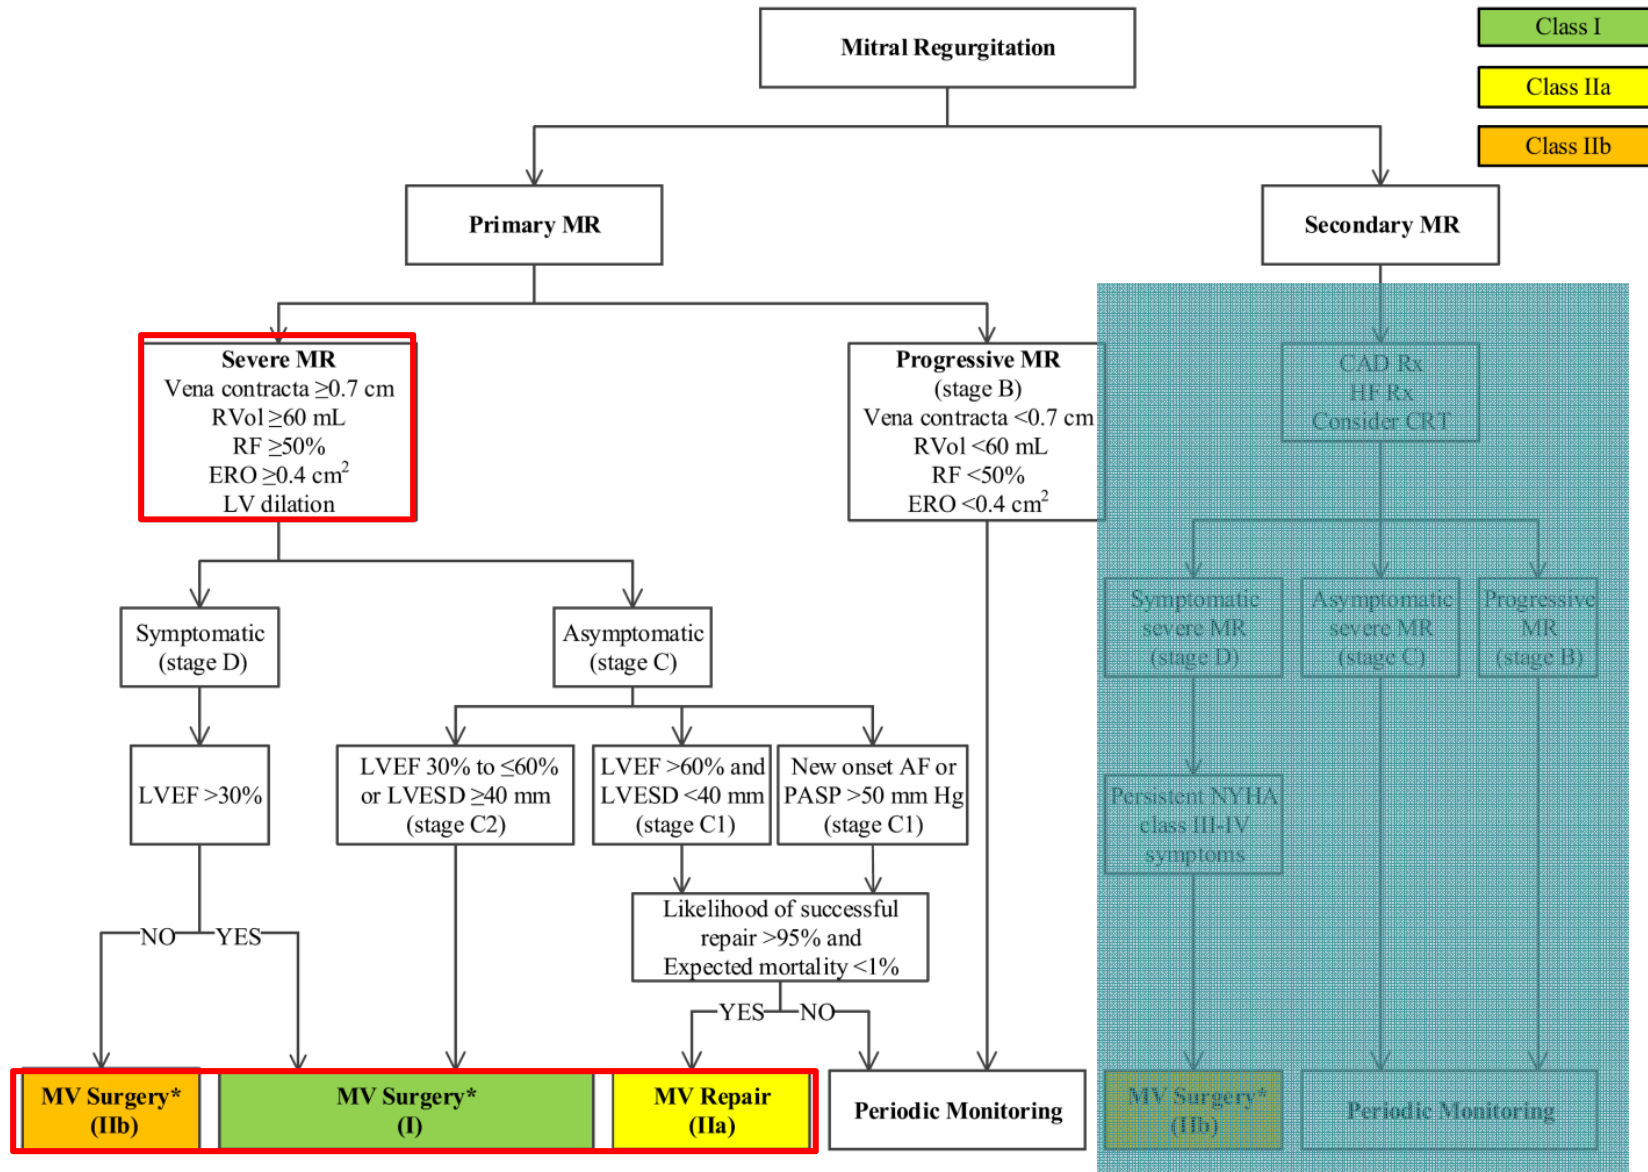 Mitral Regurgitation
Class I
Class IIa
Class IIb
Primary MR
Secondary MR
Severe MR
Vena contracta ≥0.7 cm
RVol ≥60 mL
RF ≥50%
ERO ≥0.4 cm²
LV dilation
Progressive MR
(stage B)
Vena contracta <0.7 cm
RVol <60 mL
RF <50%
ERO <0.4 cm²
CAD Rx
HF Rx
Consider CRT
Symptomatic
(stage D)
Asymptomatic
(stage C)
Symptomatic
severe MR
(stage D)
Asymptomatic
severe MR
(stage C)
Progressive
MR
(stage B)
LVEF >30%
LVEF 30% to ≤60%
or LVESD ≥40 mm
(stage C2)
LVEF >60% and
LVESD <40 mm
(stage C1)
New onset AF or
PASP >50 mm Hg
(stage C1)
Persistent NYHA
class III-IV
symptoms
Likelihood of successful
repair >95% and
Expected mortality <1%
NO
YES
YES
NO
MV Surgery*
(IIb)
MV Surgery*
(I)
MV Repair
(IIa)
Periodic Monitoring
MV Surgery*
(IIb)
Periodic Monitoring